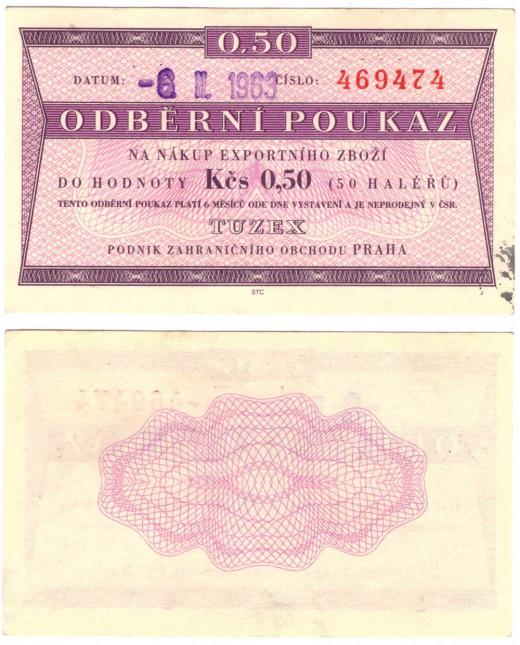 0,50
DATUM: -6 II. 1963 ČÍSLO: 469474
ODBĚRNÍ POUKAZ
NA NÁKUP EXPORTNÍHO ZBOŽÍ
DO HODNOTY Kčs 0,50 (50 HALÉŘŮ)
TENTO ODBĚRNÍ POUKAZ PLATÍ 6 MĚSÍCŮ ODE DNE VYSTAVENÍ A JE NEPRODEJNÝ V ČSR.
TUZEX
PODNIK ZAHRANIČNÍHO OBCHODU PRAHA
STC